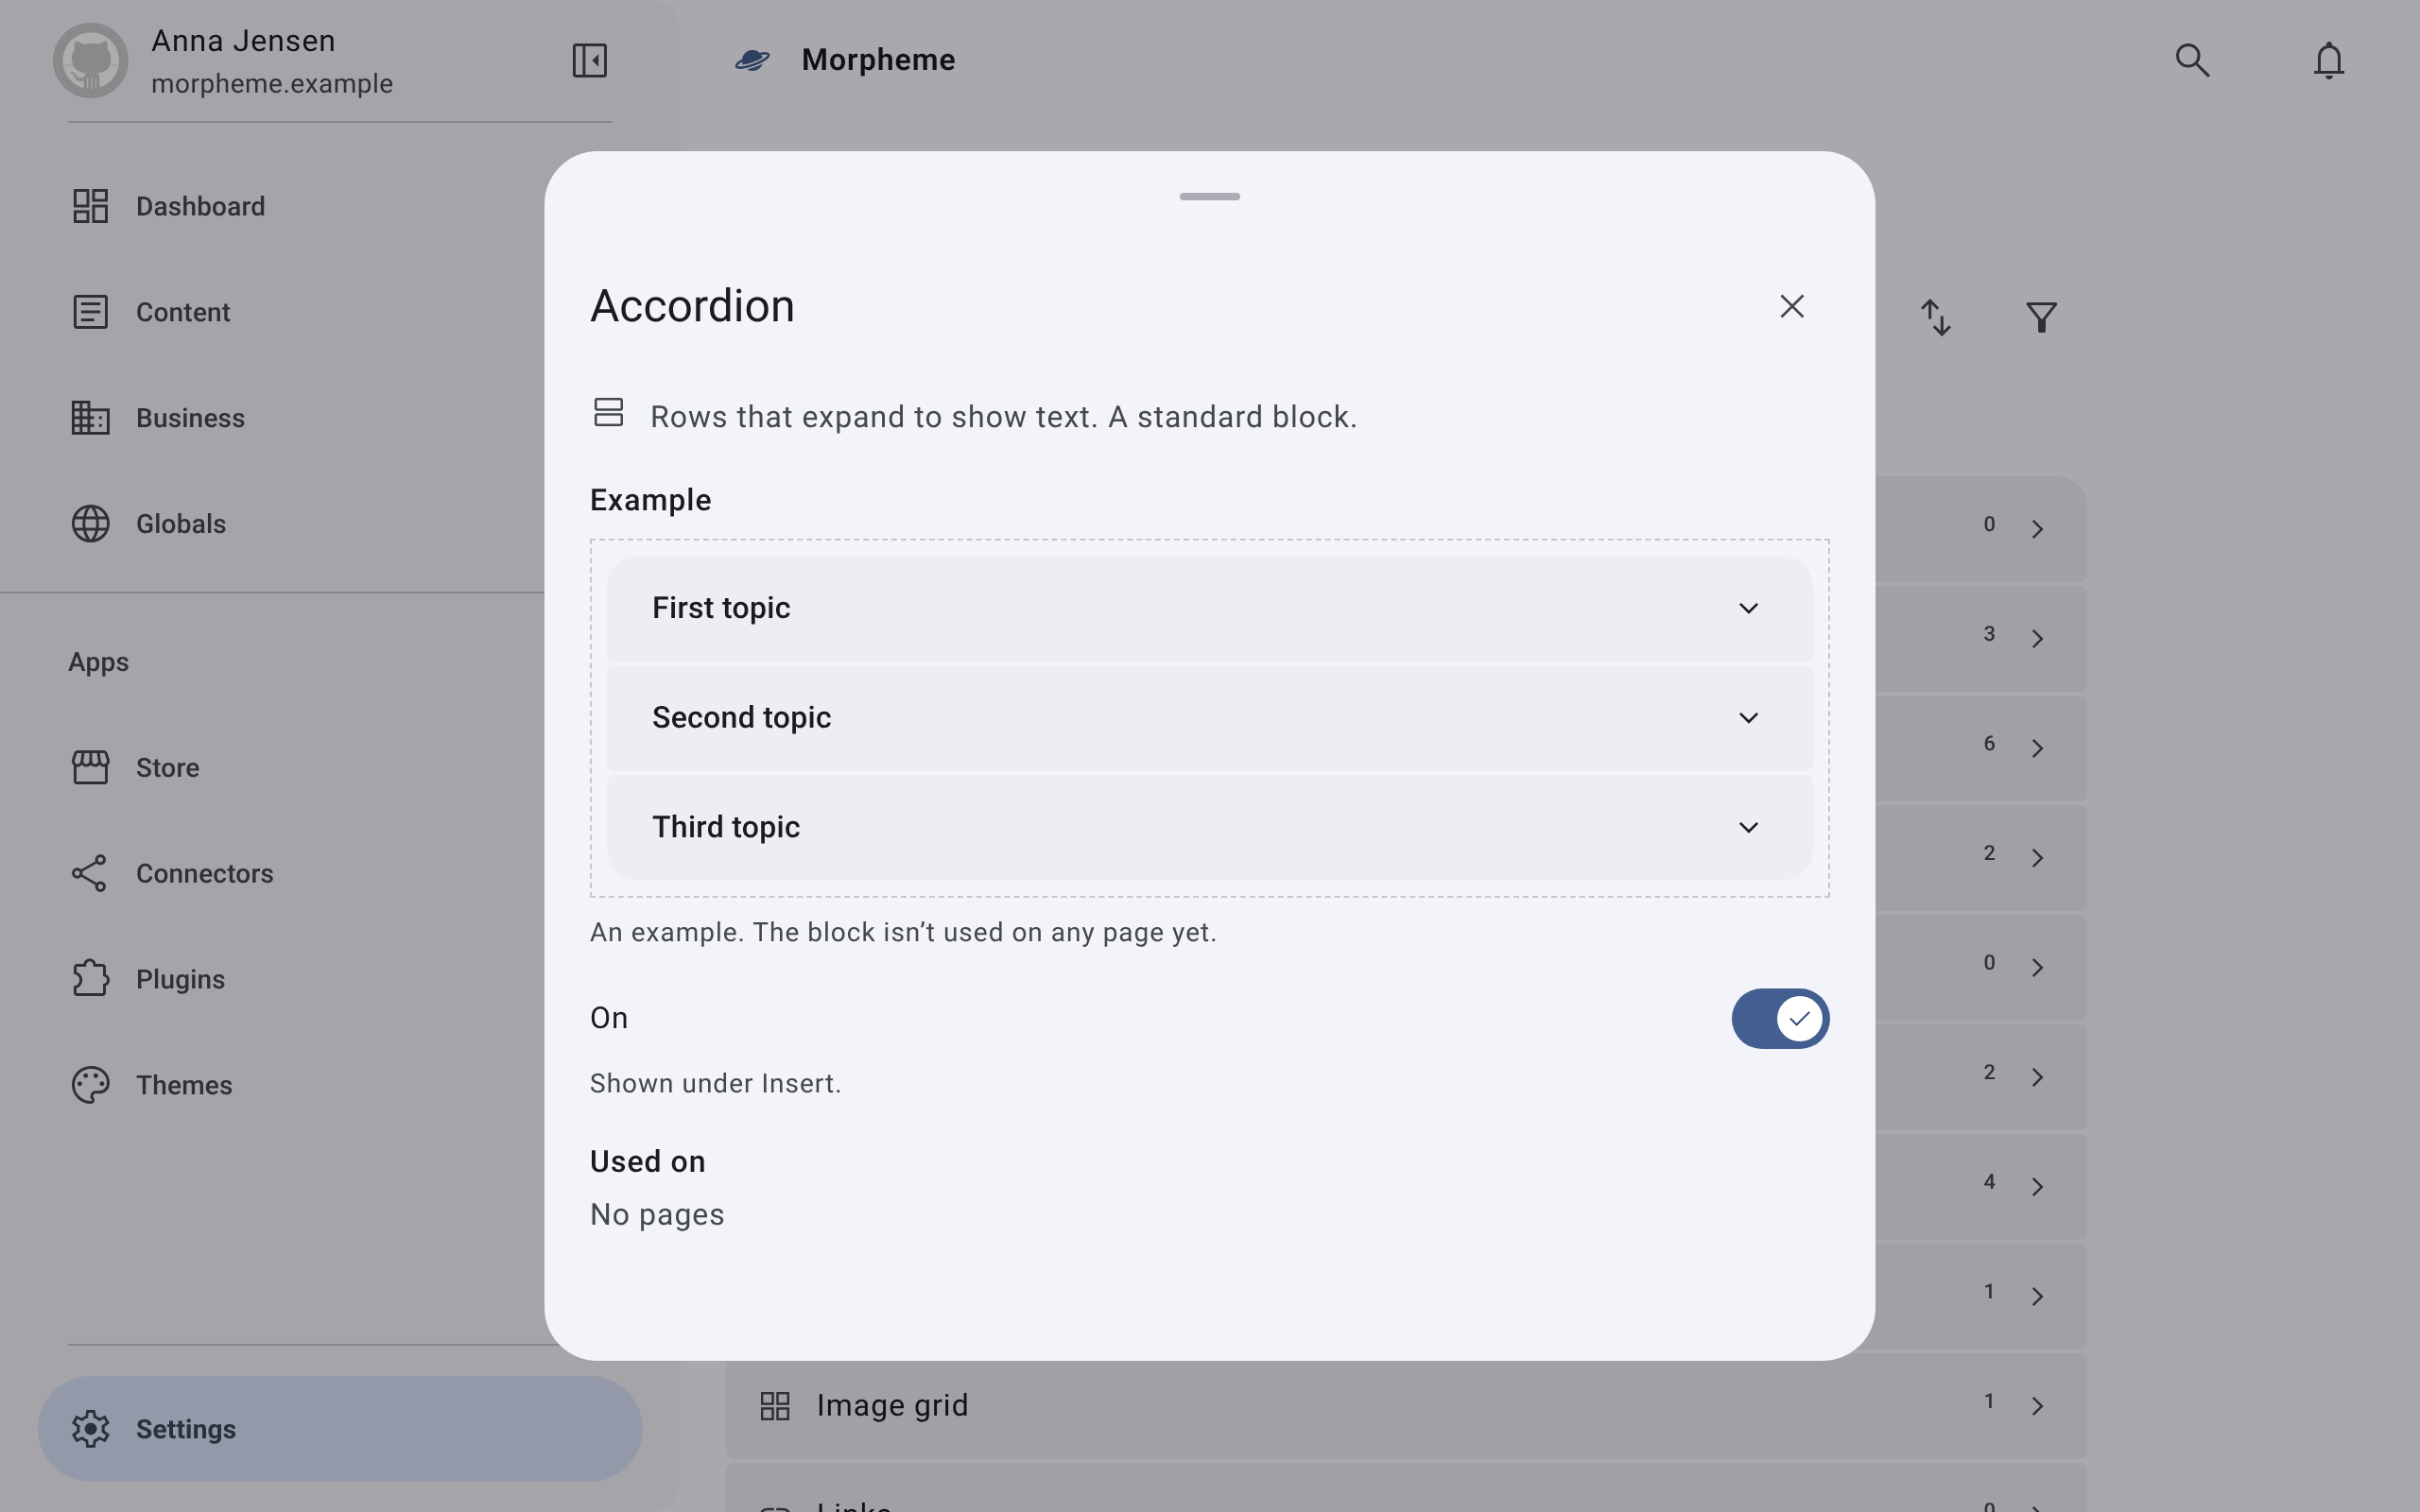 Anna Jensen
morpheme.example
Morpheme
Dashboard
Content
Business
Globals
Apps
Store
Connectors
Plugins
Themes
Settings
Accordion
Rows that expand to show text. A standard block.
Example
First topic
Second topic
Third topic
An example. The block isn’t used on any page yet.
On
Shown under Insert.
Used on
No pages
0
3
6
2
0
2
4
1
Image grid 1
Links 0